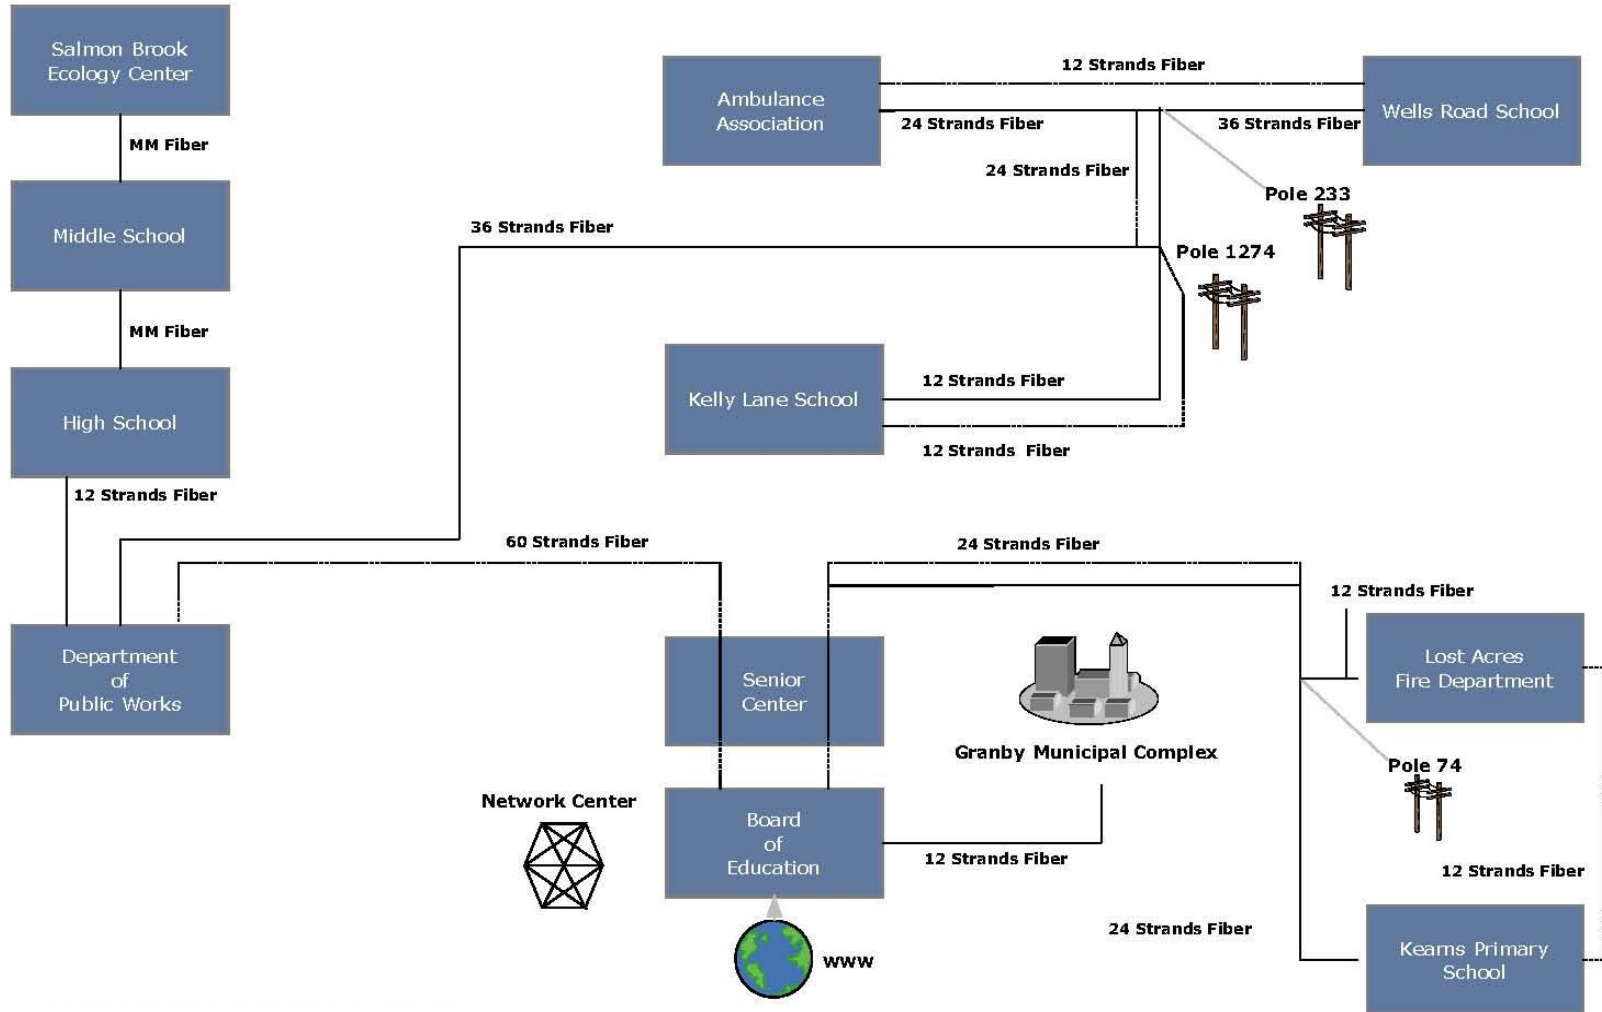 Salmon Brook
Ecology Center
MM Fiber
Middle School
MM Fiber
High School
12 Strands Fiber
Department
of
Public Works
36 Strands Fiber
60 Strands Fiber
Ambulance
Association
12 Strands Fiber
24 Strands Fiber
36 Strands Fiber
Wells Road School
24 Strands Fiber
Pole 233
Pole 1274
Kelly Lane School
12 Strands Fiber
12 Strands Fiber
24 Strands Fiber
12 Strands Fiber
Lost Acres
Fire Department
Senior
Center
Granby Municipal Complex
Pole 74
Network Center
Board
of
Education
12 Strands Fiber
12 Strands Fiber
24 Strands Fiber
Kearns Primary
School
www